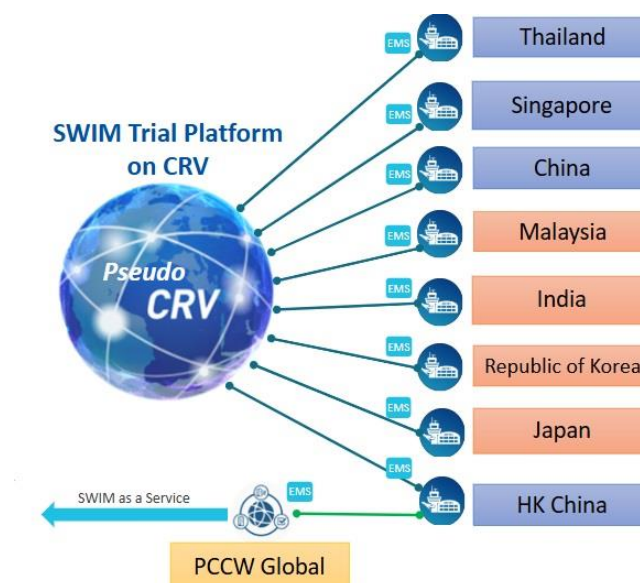 EMS
Thailand
EMS
Singapore
SWIM Trial Platform
on CRV
EMS
China
EMS
Malaysia
Pseudo
CRV
EMS
India
EMS
Republic of Korea
EMS
Japan
EMS
HK China
SWIM as a Service
EMS
PCCW Global